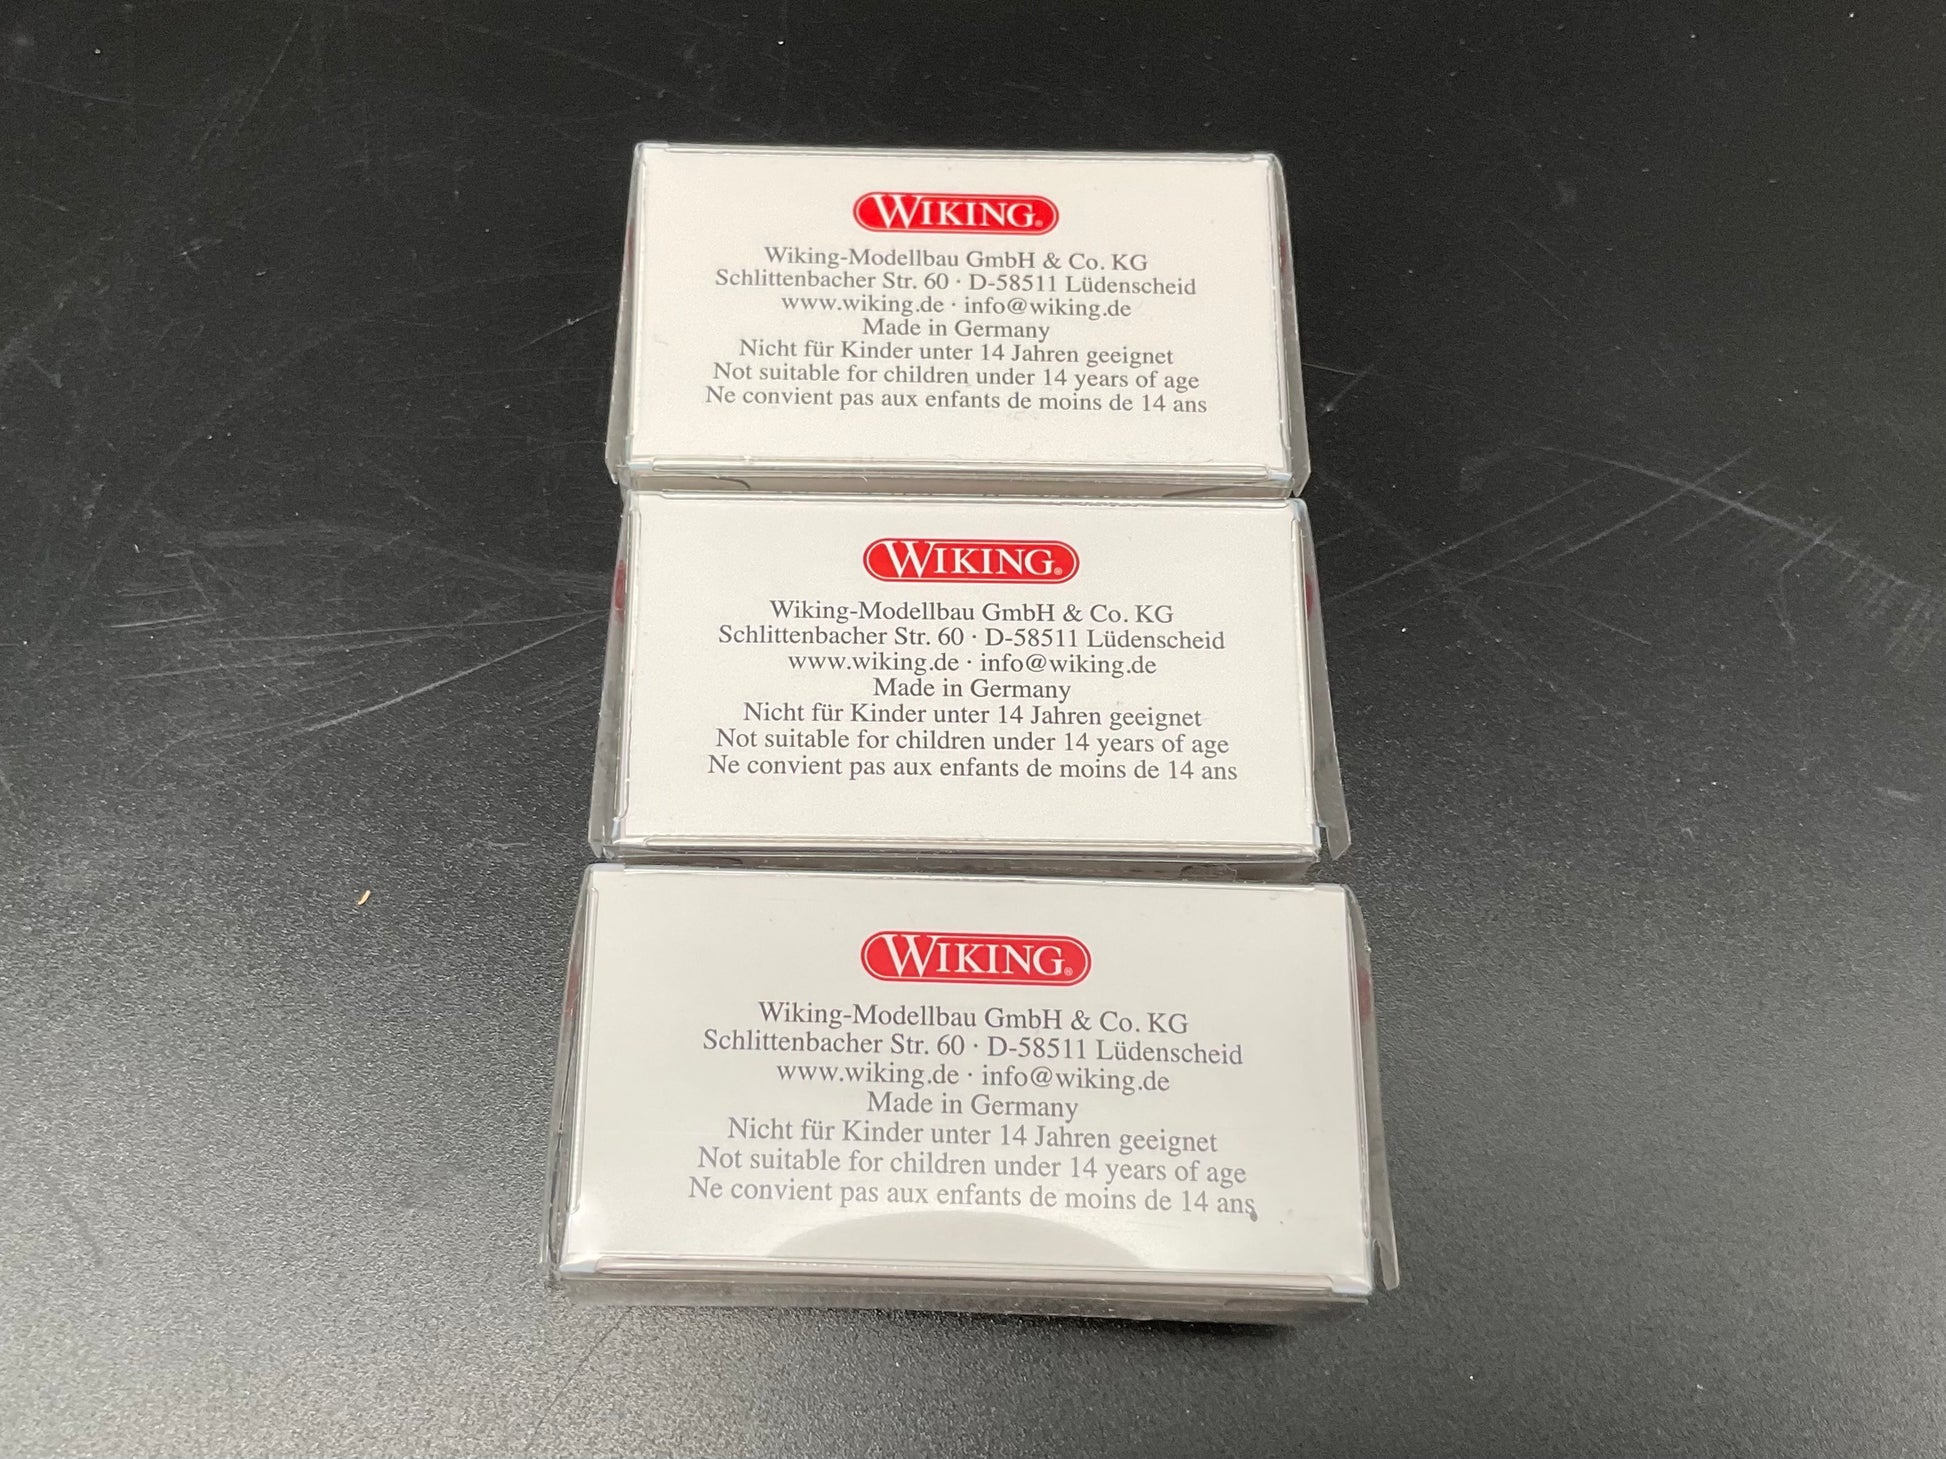 WIKING®
Wiking-Modellbau GmbH & Co. KG
Schlittenbacher Str. 60 · D-58511 Lüdenscheid
www.wiking.de · info@wiking.de
Made in Germany
Nicht für Kinder unter 14 Jahren geeignet
Not suitable for children under 14 years of age
Ne convient pas aux enfants de moins de 14 ans
WIKING®
Wiking-Modellbau GmbH & Co. KG
Schlittenbacher Str. 60 · D-58511 Lüdenscheid
www.wiking.de · info@wiking.de
Made in Germany
Nicht für Kinder unter 14 Jahren geeignet
Not suitable for children under 14 years of age
Ne convient pas aux enfants de moins de 14 ans
WIKING®
Wiking-Modellbau GmbH & Co. KG
Schlittenbacher Str. 60 · D-58511 Lüdenscheid
www.wiking.de · info@wiking.de
Made in Germany
Nicht für Kinder unter 14 Jahren geeignet
Not suitable for children under 14 years of age
Ne convient pas aux enfants de moins de 14 ans